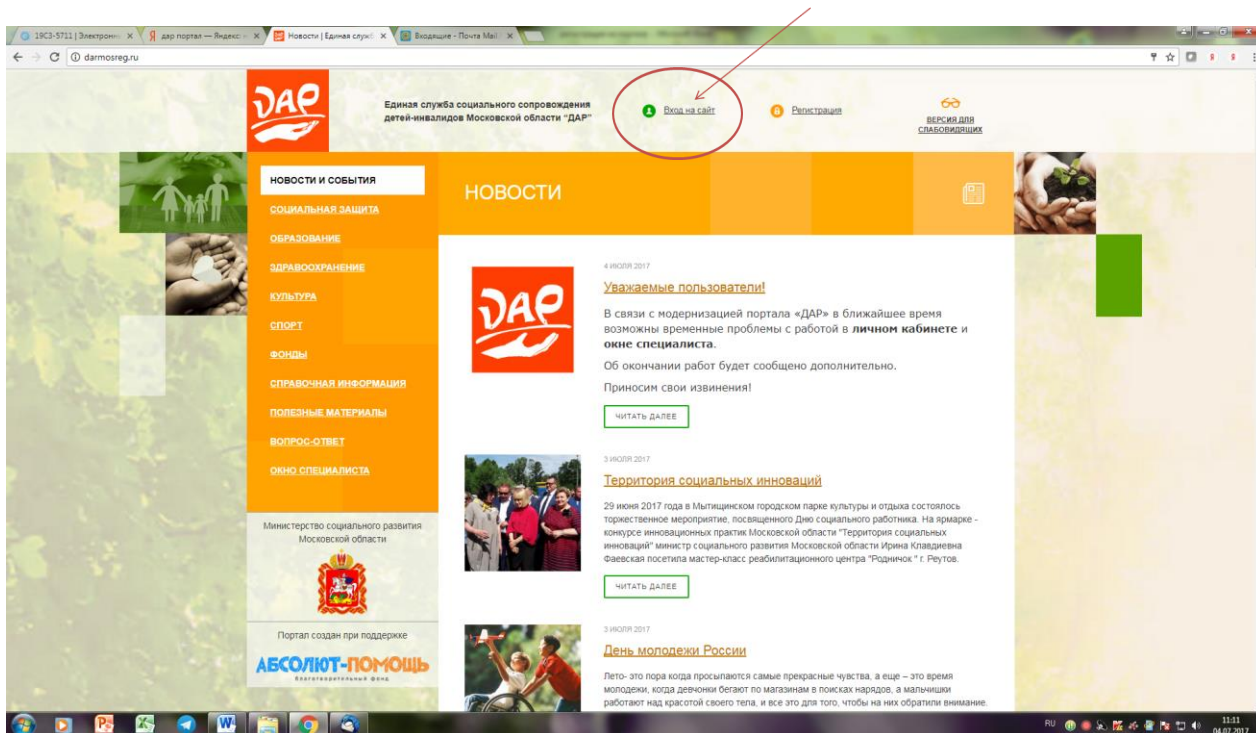 19СЗ-5711 | Электронн
дар портал — Яндекс:
Новости | Единая служб
Входящие - Почта Mail.
darmosreg.ru
ДАР
Единая служба социального сопровождения
детей-инвалидов Московской области "ДАР"
Вход на сайт
Регистрация
ВЕРСИЯ ДЛЯ
СЛАБОВИДЯЩИХ
НОВОСТИ И СОБЫТИЯ
СОЦИАЛЬНАЯ ЗАЩИТА
ОБРАЗОВАНИЕ
ЗДРАВООХРАНЕНИЕ
КУЛЬТУРА
СПОРТ
ФОНДЫ
СПРАВОЧНАЯ ИНФОРМАЦИЯ
ПОЛЕЗНЫЕ МАТЕРИАЛЫ
ВОПРОС-ОТВЕТ
ОКНО СПЕЦИАЛИСТА
Министерство социального развития
Московской области
Портал создан при поддержке
АБСОЛЮТ-ПОМОЩЬ
благотворительный фонд
НОВОСТИ
4 ИЮЛЯ 2017
ДАР
Уважаемые пользователи!
В связи с модернизацией портала «ДАР» в ближайшее время
возможны временные проблемы с работой в личном кабинете и
окне специалиста.
Об окончании работ будет сообщено дополнительно.
Приносим свои извинения!
ЧИТАТЬ ДАЛЕЕ
3 ИЮЛЯ 2017
Территория социальных инноваций
29 июня 2017 года в Мытищинском городском парке культуры и отдыха состоялось
торжественное мероприятие, посвященного Дню социального работника. На ярмарке -
конкурсе инновационных практик Московской области "Территория социальных
инноваций" министр социального развития Московской области Ирина Клавдиевна
Фаевская посетила мастер-класс реабилитационного центра "Родничок " г. Реутов.
ЧИТАТЬ ДАЛЕЕ
3 ИЮЛЯ 2017
День молодежи России
Лето- это пора когда просыпаются самые прекрасные чувства, а еще – это время
молодежи, когда девчонки бегают по магазинам в поисках нарядов, а мальчишки
работают над красотой своего тела, и все это для того, чтобы на них обратили внимание.
RU
11:11
04.07.2017